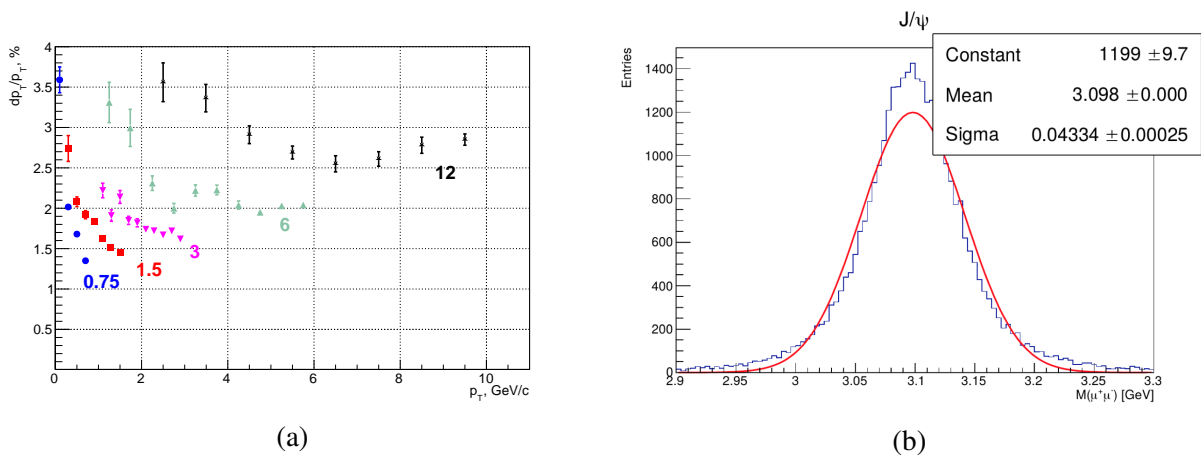 dp_T/p_T, %
4
3.5
3
2.5
2
1.5
1
0.5
0 2 4 6 8 10
p_T, GeV/c
0.75
1.5
3
6
12
(a)
J/ψ
Constant 1199 ±9.7
Mean 3.098 ±0.000
Sigma 0.04334 ±0.00025
Entries
1400
1200
1000
800
600
400
200
0
2.9 2.95 3 3.05 3.1 3.15 3.2 3.25 3.3
M(μ⁺μ⁻) [GeV]
(b)